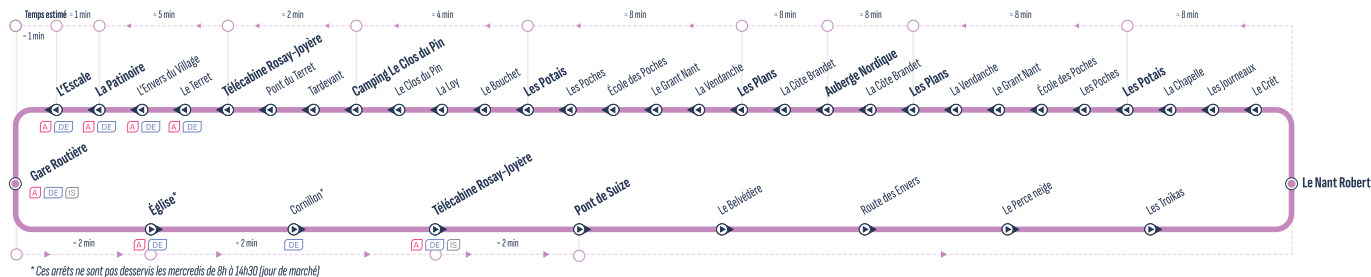 Temps estimé ≈ 1 min ≈ 5 min ≈ 2 min ≈ 4 min ≈ 8 min ≈ 8 min ≈ 8 min ≈ 8 min ≈ 8 min
≈ 1 min
L'Escale
La Patinoire
L'Envers du Village
Le Terret
Télécabine Rosay-Joyère
Pont du Terret
Tardevant
Camping Le Clos du Pin
Le Clos du Pin
La Loy
Le Bouchet
Les Potais
Les Poches
École des Poches
Le Grant Nant
La Vendanche
Les Plans
La Côte Brandet
Auberge Nordique
La Côte Brandet
Les Plans
La Vendanche
Le Grant Nant
École des Poches
Les Poches
Les Potais
La Chapelle
Les Journeaux
Le Crêt
A DE A DE A DE A DE
Gare Routière
A DE IS
Le Nant Robert
Église*
Cornillon*
Télécabine Rosay-Joyère
Pont de Suize
Le Belvédère
Route des Envers
Le Perce neige
Les Troïkas
A DE DE A DE IS
≈ 2 min ≈ 2 min ≈ 2 min
* Ces arrêts ne sont pas desservis les mercredis de 8h à 14h30 (jour de marché)